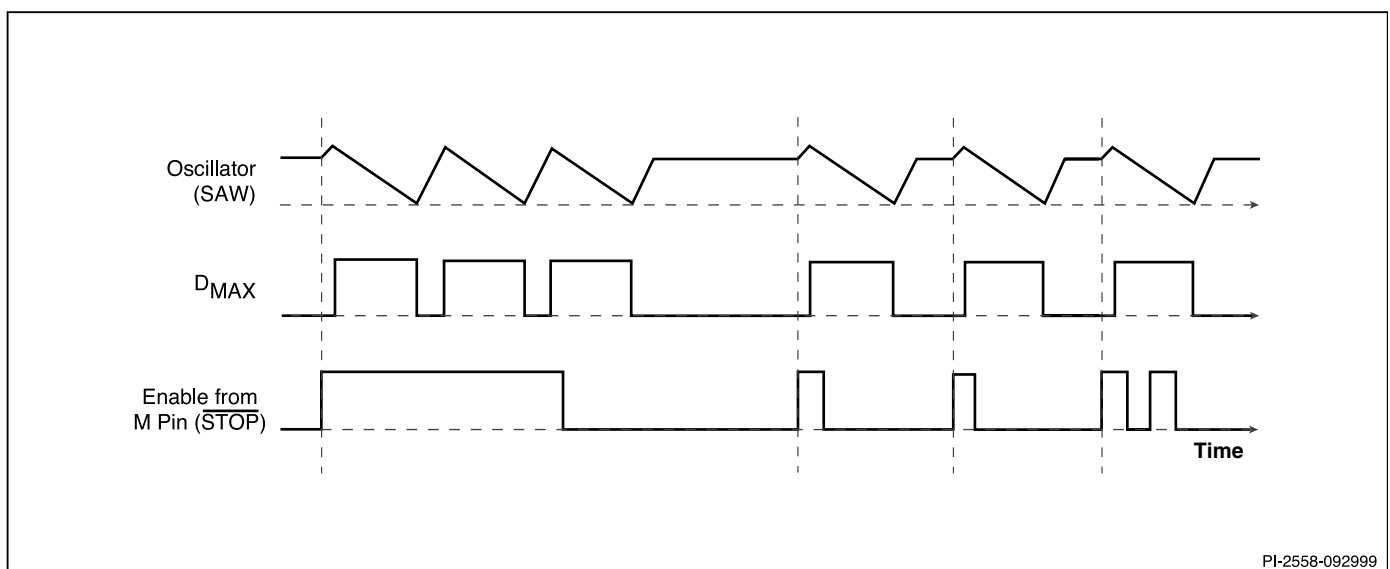 Oscillator
(SAW)
DMAX
Enable from
M Pin (STOP)
Time
PI-2558-092999